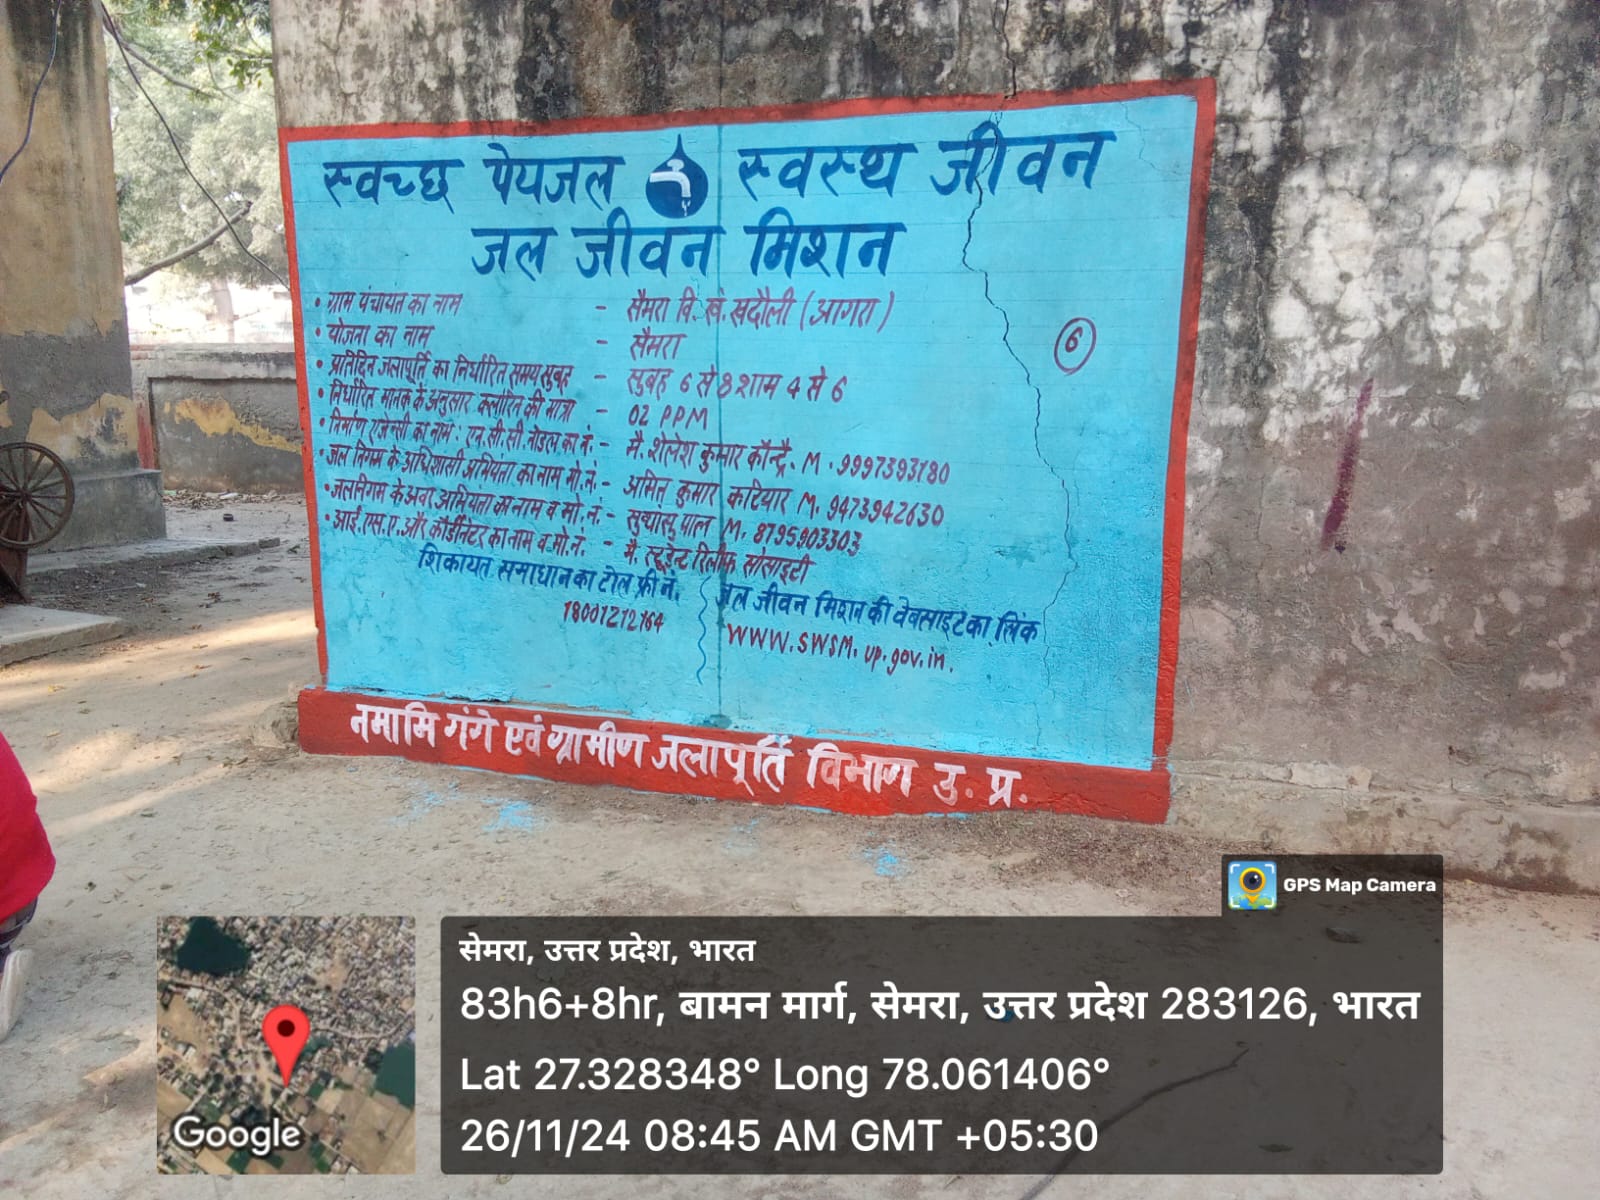 स्वच्छ पेयजल स्वस्थ जीवन
जल जीवन मिशन
• ग्राम पंचायत का नाम - सैमरा वि. खं. खदौली (आगरा)
• योजना का नाम - सैमरा
• प्रतिदिन जलापूर्ति का निर्धारित समय सुबह - सुबह 6 से 8 शाम 4 से 6
• निर्धारित मानक के अनुसार क्लोरिन की मात्रा - 02 PPM
• निर्माण एजेन्सी का नाम : एन.सी.सी. नोडल का नं. - मै. शैलेश कुमार कॉन्ट्रै. M. 9997393180
• जल निगम के अधिशासी अभियंता का नाम मो.नं. - अमित कुमार करियार M. 9473942630
• जलनिगम के अवर अभियंता का नाम व मो.नं. - सुधांसु पाल M. 8795903303
• आई.एस.ए. और कॉर्डीनेटर का नाम व मो.नं. - मै. स्टूडेन्ट रिलीफ सोसाइटी
6
शिकायत समाधान का टोल फ्री नं.
18001212164
जल जीवन मिशन की वेबसाइट का लिंक
WWW.SWSM.up.gov.in.
नमामि गंगे एवं ग्रामीण जलापूर्ति विभाग उ. प्र.
GPS Map Camera
सेमरा, उत्तर प्रदेश, भारत
83h6+8hr, बामन मार्ग, सेमरा, उत्तर प्रदेश 283126, भारत
Lat 27.328348° Long 78.061406°
26/11/24 08:45 AM GMT +05:30
Google